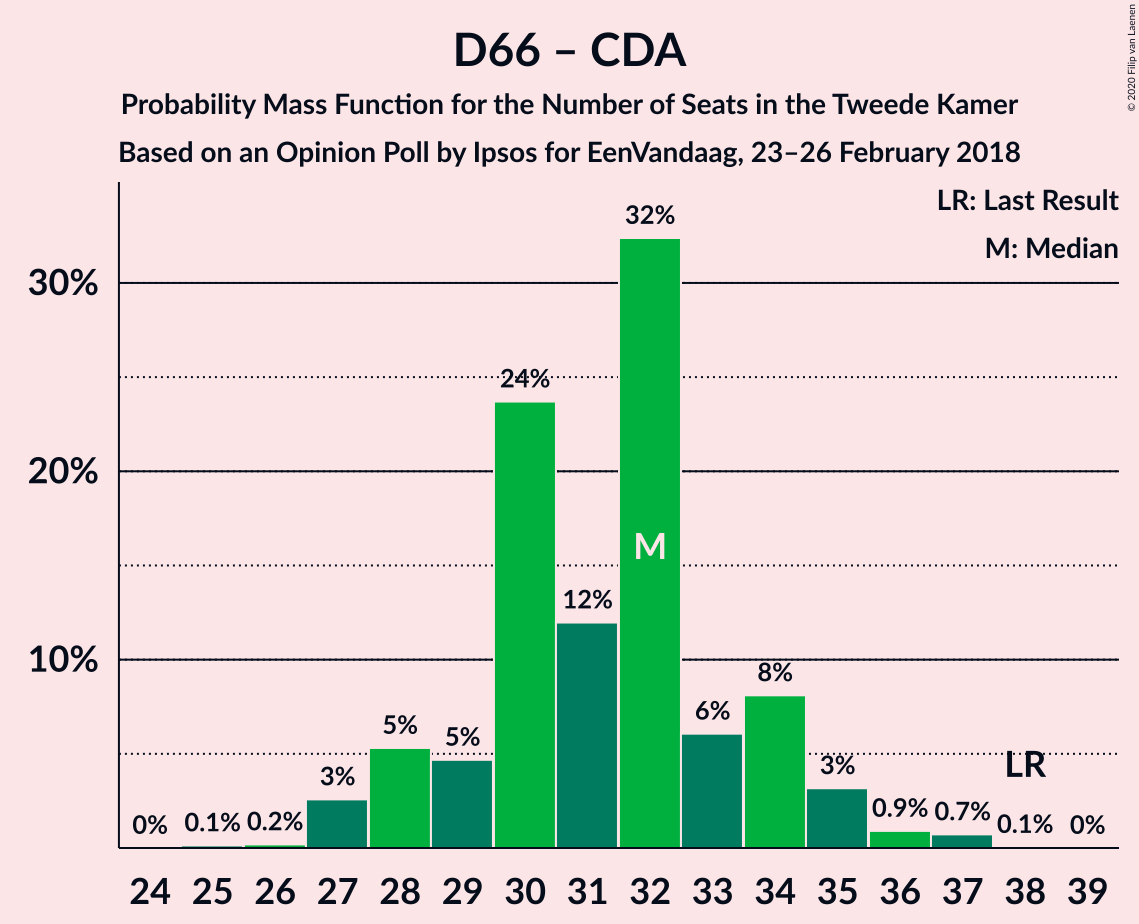 D66 – CDA
Probability Mass Function for the Number of Seats in the Tweede Kamer
Based on an Opinion Poll by Ipsos for EenVandaag, 23–26 February 2018
© 2020 Filip van Laenen
LR: Last Result
M: Median
30%
20%
10%
0%
0.1%
0.2%
3%
5%
5%
24%
12%
32%
M
6%
8%
3%
0.9%
0.7%
LR
0.1%
0%
24 25 26 27 28 29 30 31 32 33 34 35 36 37 38 39